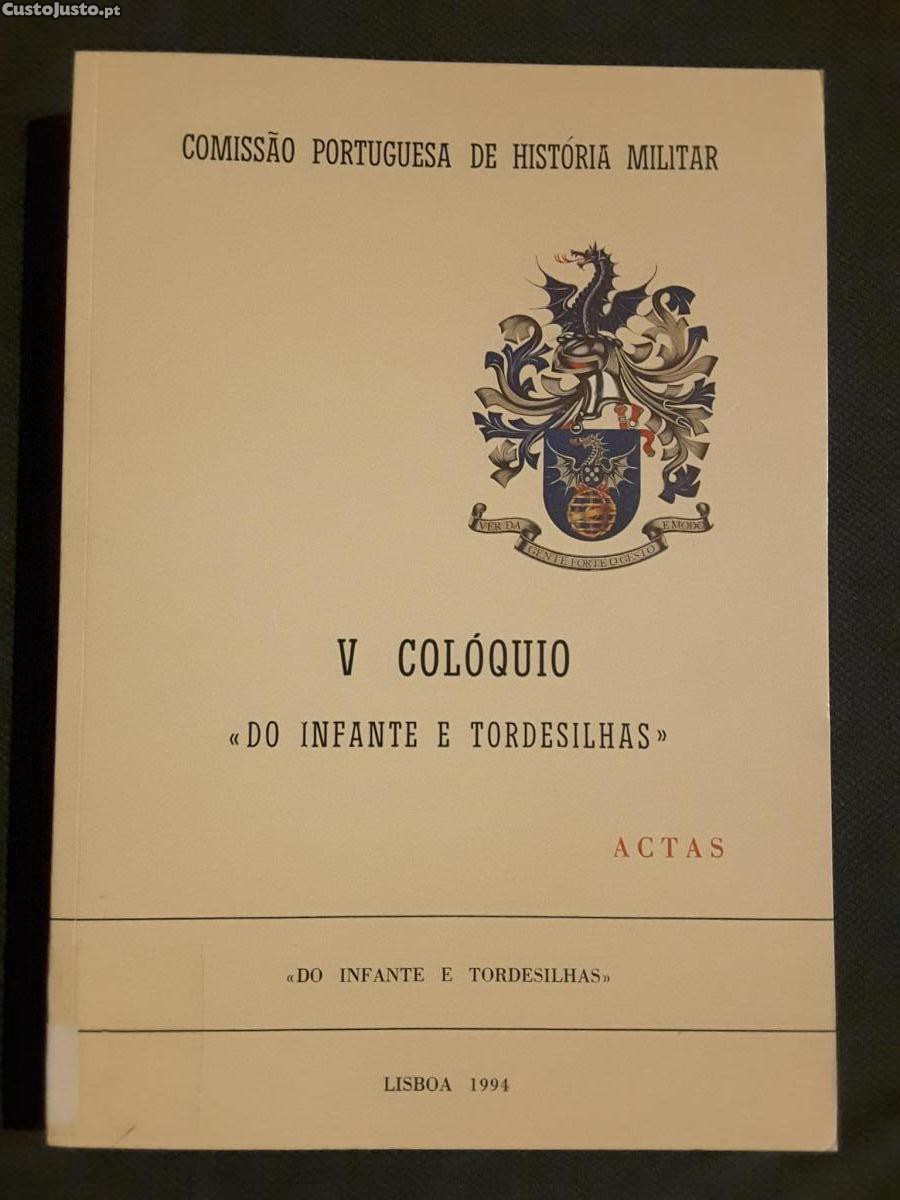 CustoJusto.pt
COMISSÃO PORTUGUESA DE HISTÓRIA MILITAR
VER DA
GENTE FORTE O GESTO
E MODO
V COLÓQUIO
«DO INFANTE E TORDESILHAS»
ACTAS
«DO INFANTE E TORDESILHAS»
LISBOA 1994